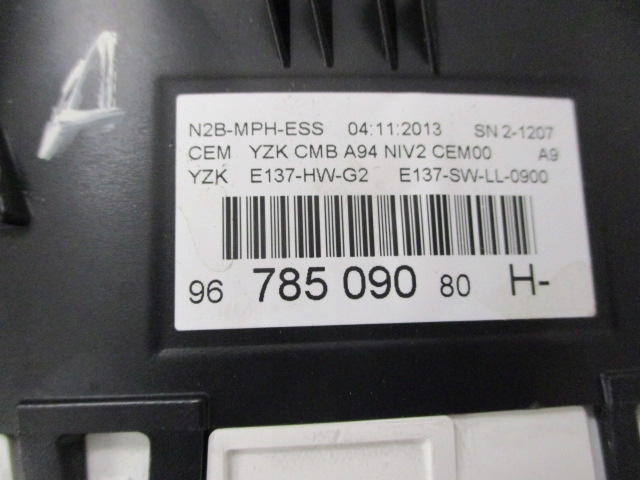 A
N2B-MPH-ESS 04:11:2013 SN 2-1207
CEM YZK CMB A94 NIV2 CEM00 A9
YZK E137-HW-G2 E137-SW-LL-0900
96 785 090 80 H-